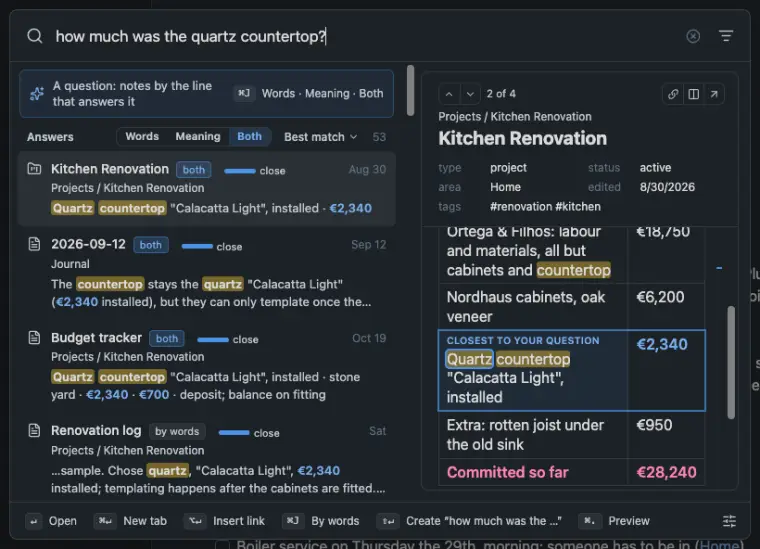 how much was the quartz countertop?
A question: notes by the line
that answers it
⌘J Words · Meaning · Both
Answers Words Meaning Both Best match 53
Kitchen Renovation both close Aug 30
Projects / Kitchen Renovation
Quartz countertop "Calacatta Light", installed · €2,340
2026-09-12 both close Sep 12
Journal
The countertop stays the quartz "Calacatta Light"
(€2,340 installed), but they can only template once the…
Budget tracker both close Oct 19
Projects / Kitchen Renovation
Quartz countertop "Calacatta Light", installed · stone
yard · €2,340 · €700 · deposit; balance on fitting
Renovation log by words close Sat
Projects / Kitchen Renovation
…sample. Chose quartz, "Calacatta Light", €2,340
installed; templating happens after the cabinets are fitted.…
2 of 4
Projects / Kitchen Renovation
Kitchen Renovation
type project status active
area Home edited 8/30/2026
tags #renovation #kitchen
Ortega & Filhos: labour €18,750
and materials, all but
cabinets and countertop
Nordhaus cabinets, oak €6,200
veneer
CLOSEST TO YOUR QUESTION €2,340
Quartz countertop
"Calacatta Light",
installed
Extra: rotten joist under €950
the old sink
Committed so far €28,240
↵ Open ⌘↵ New tab ⌥↵ Insert link ⌘J By words ⇧↵ Create “how much was the …” ⌘. Preview
Boiler service on Thursday the 29th, morning; someone has to be in (Home)